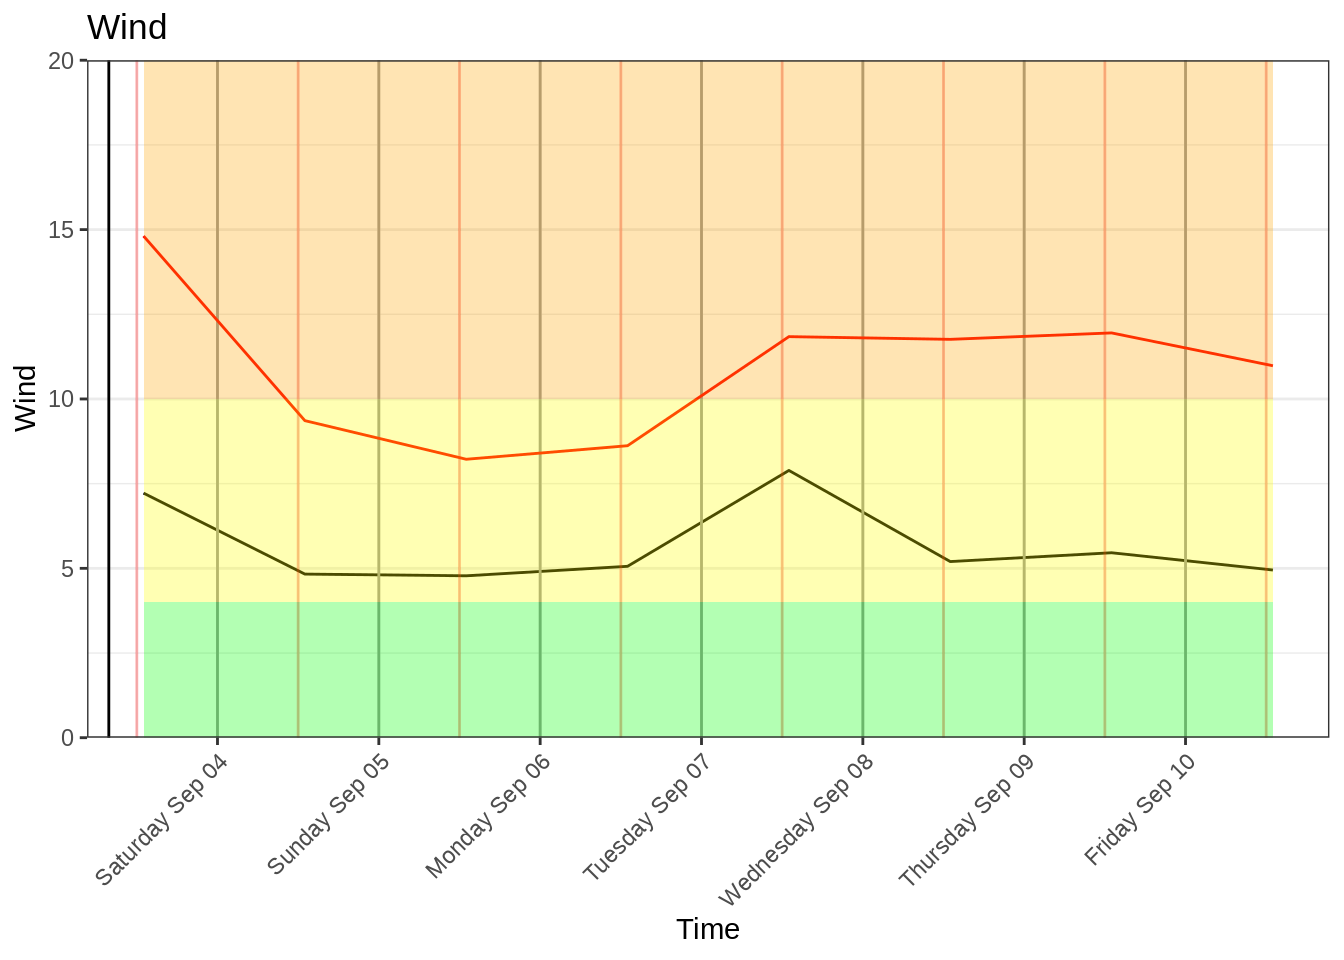 Wind
20
15
10
5
0
Wind
Saturday Sep 04
Sunday Sep 05
Monday Sep 06
Tuesday Sep 07
Wednesday Sep 08
Thursday Sep 09
Friday Sep 10
Time